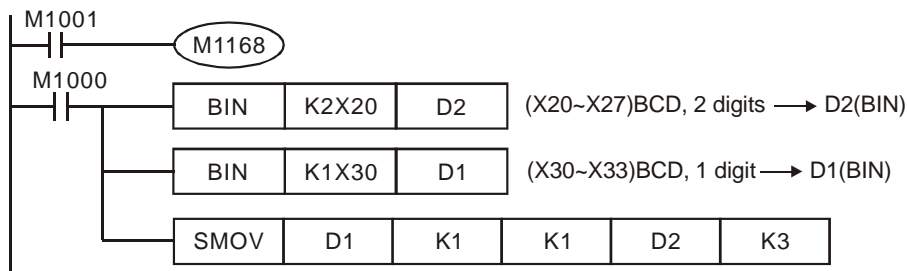 M1001
M1168
M1000
BIN K2X20 D2 (X20~X27)BCD, 2 digits → D2(BIN)
BIN K1X30 D1 (X30~X33)BCD, 1 digit → D1(BIN)
SMOV D1 K1 K1 D2 K3